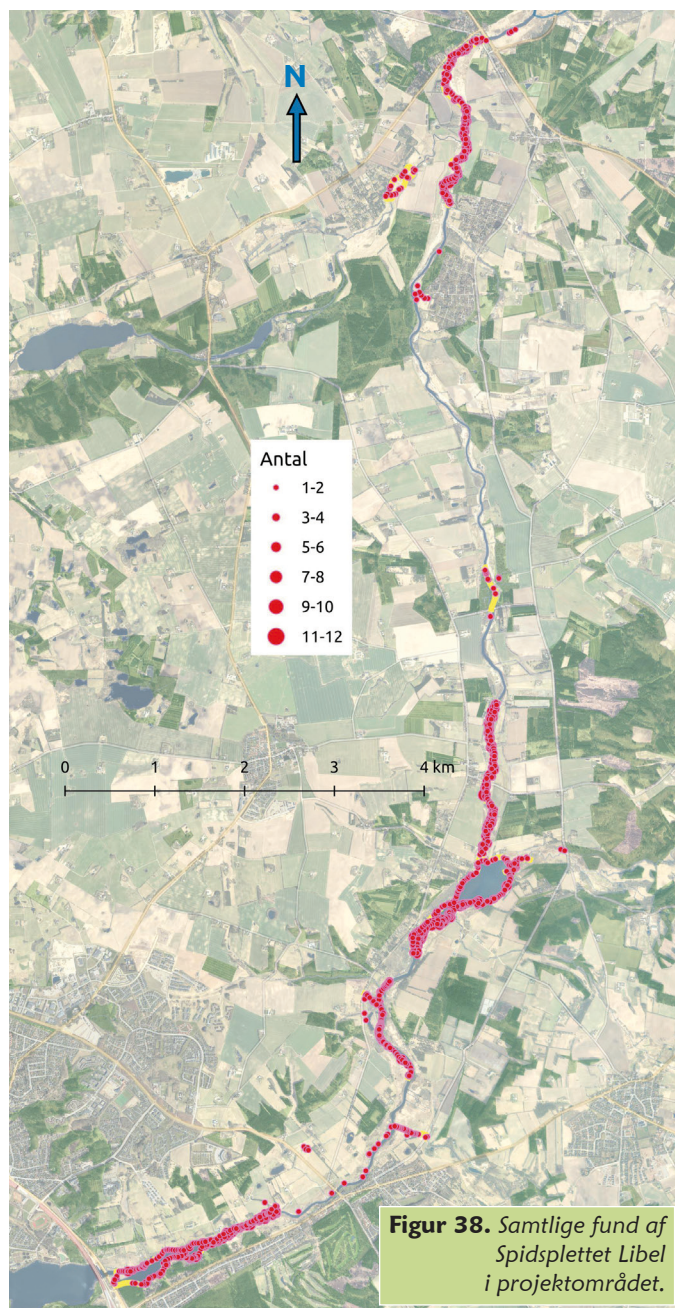 N
Antal
1-2
3-4
5-6
7-8
9-10
11-12
0 1 2 3 4 km
Figur 38. Samtlige fund af
Spidsplettet Libel
i projektområdet.